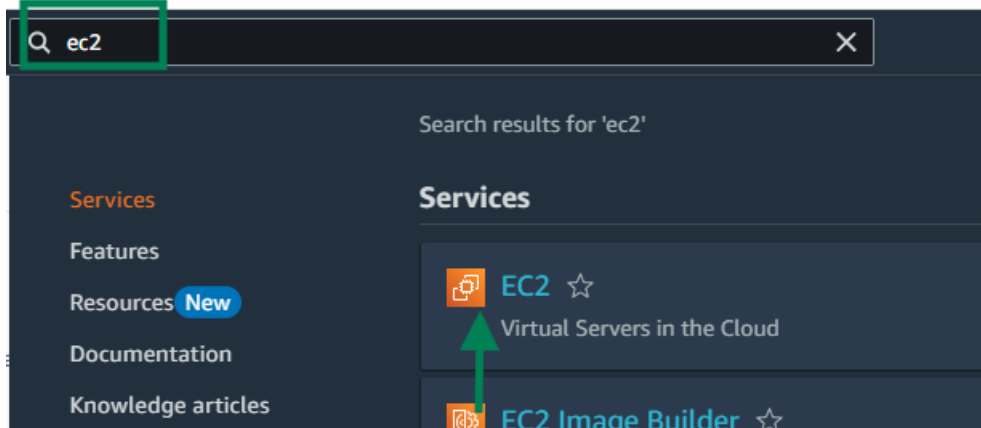 ec2
Search results for 'ec2'
Services
Features
Resources New
Documentation
Knowledge articles
Services
EC2
Virtual Servers in the Cloud
EC2 Image Builder